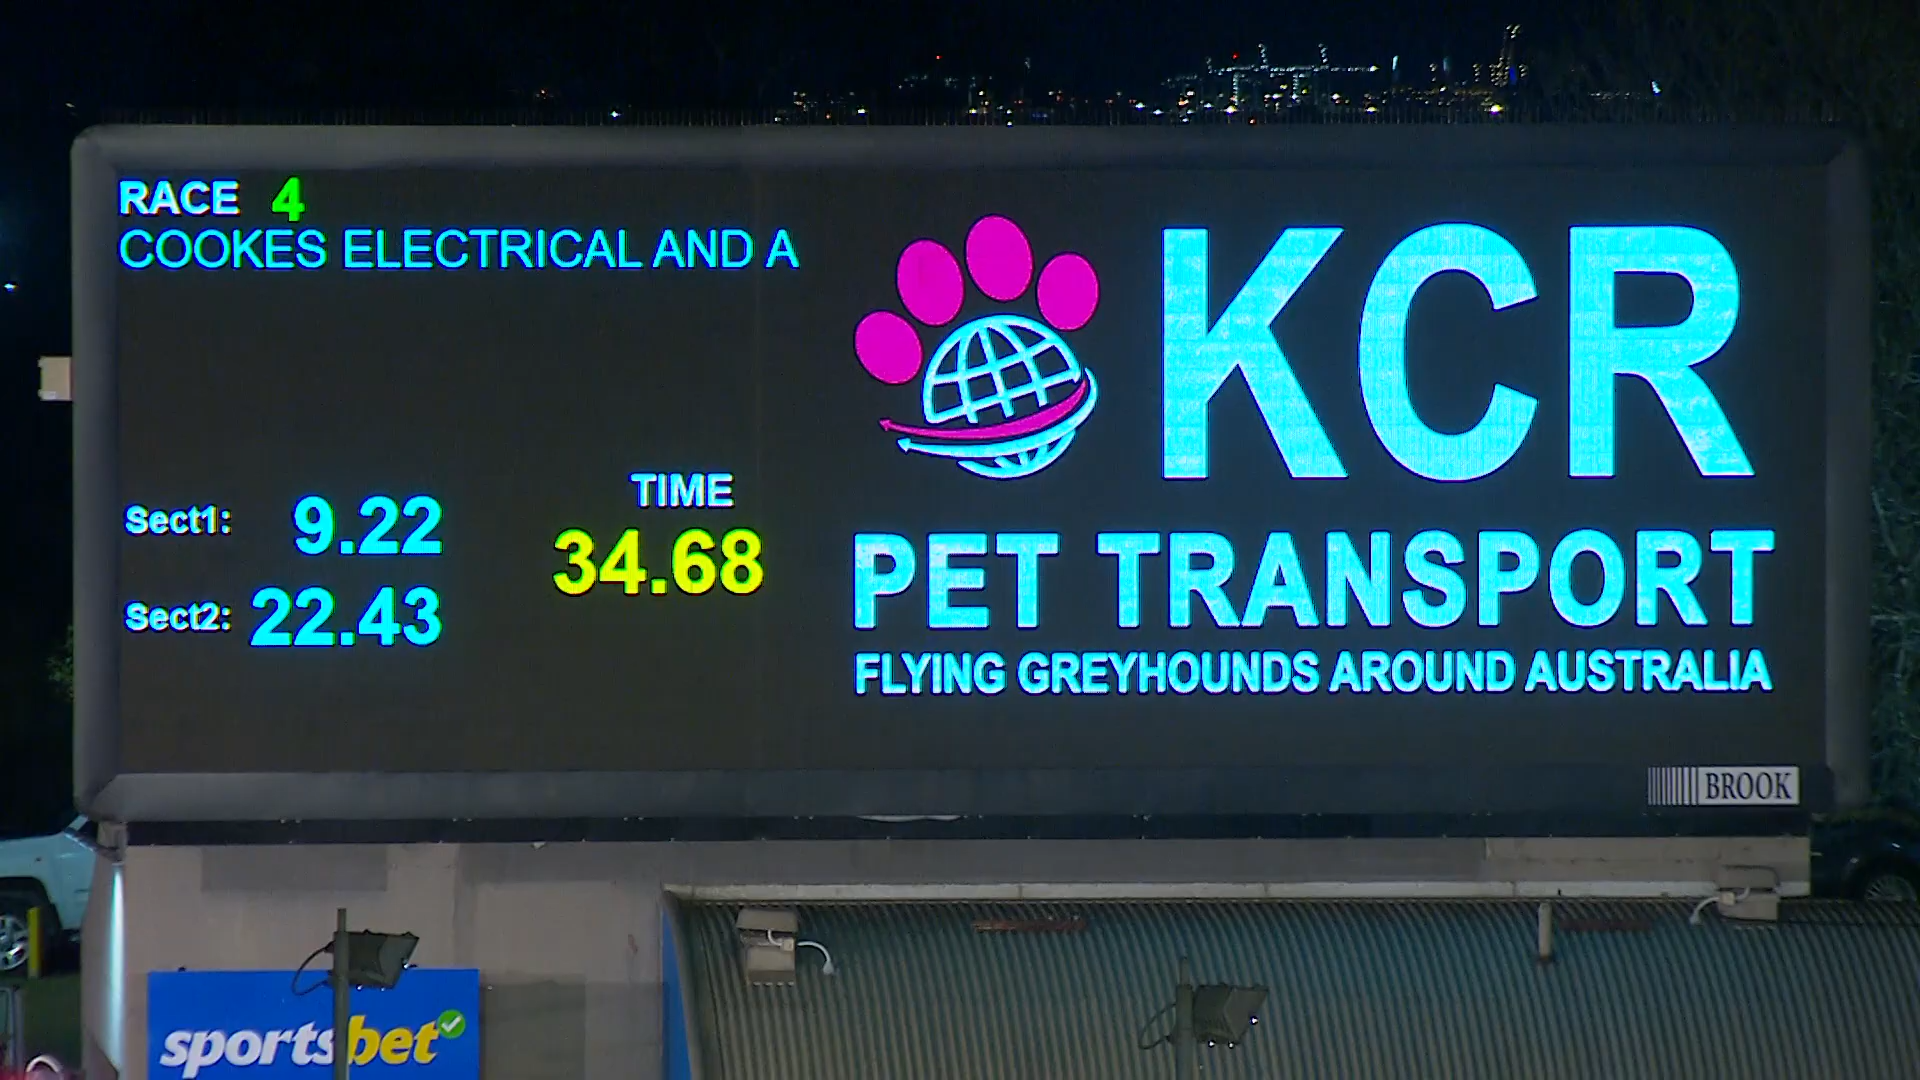 RACE 4
COOKES ELECTRICAL AND A
Sect1: 9.22
Sect2: 22.43
TIME
34.68
KCR
PET TRANSPORT
FLYING GREYHOUNDS AROUND AUSTRALIA
BROOK
sportsbet